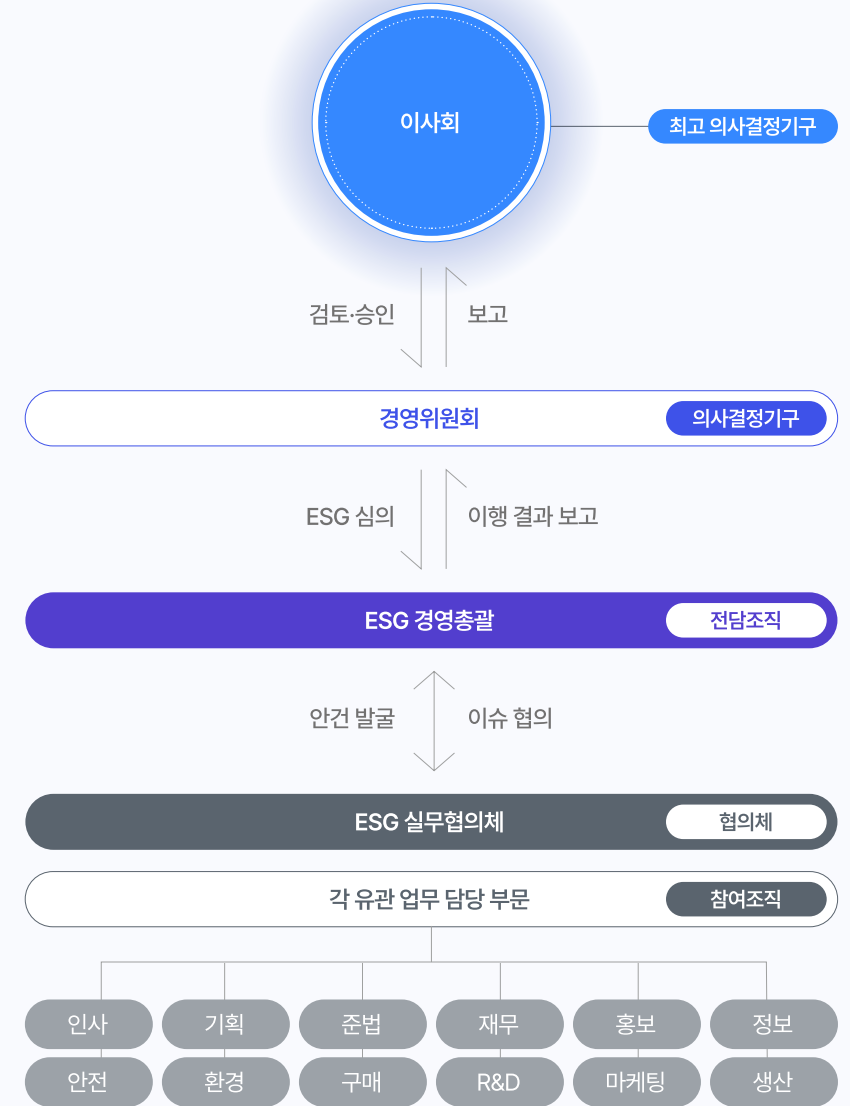 이사회
최고 의사결정기구
검토·승인
보고
경영위원회
의사결정기구
ESG 심의
이행 결과 보고
ESG 경영총괄
전담조직
안건 발굴
이슈 협의
ESG 실무협의체
협의체
각 유관 업무 담당 부문
참여조직
인사 기획 준법 재무 홍보 정보
안전 환경 구매 R&D 마케팅 생산